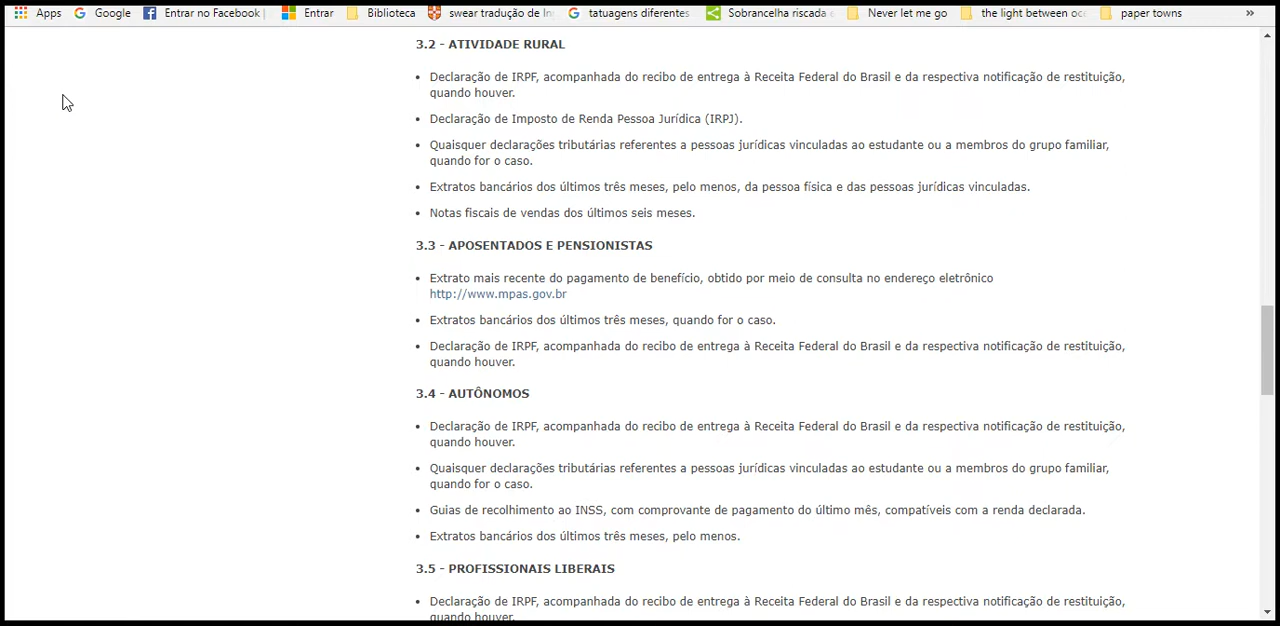 Apps Google Entrar no Facebook Entrar Biblioteca swear tradução de tatuagens diferentes Sobrancelha riscada Never let me go the light between paper towns »
3.2 - ATIVIDADE RURAL
• Declaração de IRPF, acompanhada do recibo de entrega à Receita Federal do Brasil e da respectiva notificação de restituição,
quando houver.
• Declaração de Imposto de Renda Pessoa Jurídica (IRPJ).
• Quaisquer declarações tributárias referentes a pessoas jurídicas vinculadas ao estudante ou a membros do grupo familiar,
quando for o caso.
• Extratos bancários dos últimos três meses, pelo menos, da pessoa física e das pessoas jurídicas vinculadas.
• Notas fiscais de vendas dos últimos seis meses.
3.3 - APOSENTADOS E PENSIONISTAS
• Extrato mais recente do pagamento de benefício, obtido por meio de consulta no endereço eletrônico
http://www.mpas.gov.br
• Extratos bancários dos últimos três meses, quando for o caso.
• Declaração de IRPF, acompanhada do recibo de entrega à Receita Federal do Brasil e da respectiva notificação de restituição,
quando houver.
3.4 - AUTÔNOMOS
• Declaração de IRPF, acompanhada do recibo de entrega à Receita Federal do Brasil e da respectiva notificação de restituição,
quando houver.
• Quaisquer declarações tributárias referentes a pessoas jurídicas vinculadas ao estudante ou a membros do grupo familiar,
quando for o caso.
• Guias de recolhimento ao INSS, com comprovante de pagamento do último mês, compatíveis com a renda declarada.
• Extratos bancários dos últimos três meses, pelo menos.
3.5 - PROFISSIONAIS LIBERAIS
• Declaração de IRPF, acompanhada do recibo de entrega à Receita Federal do Brasil e da respectiva notificação de restituição,
quando houver.